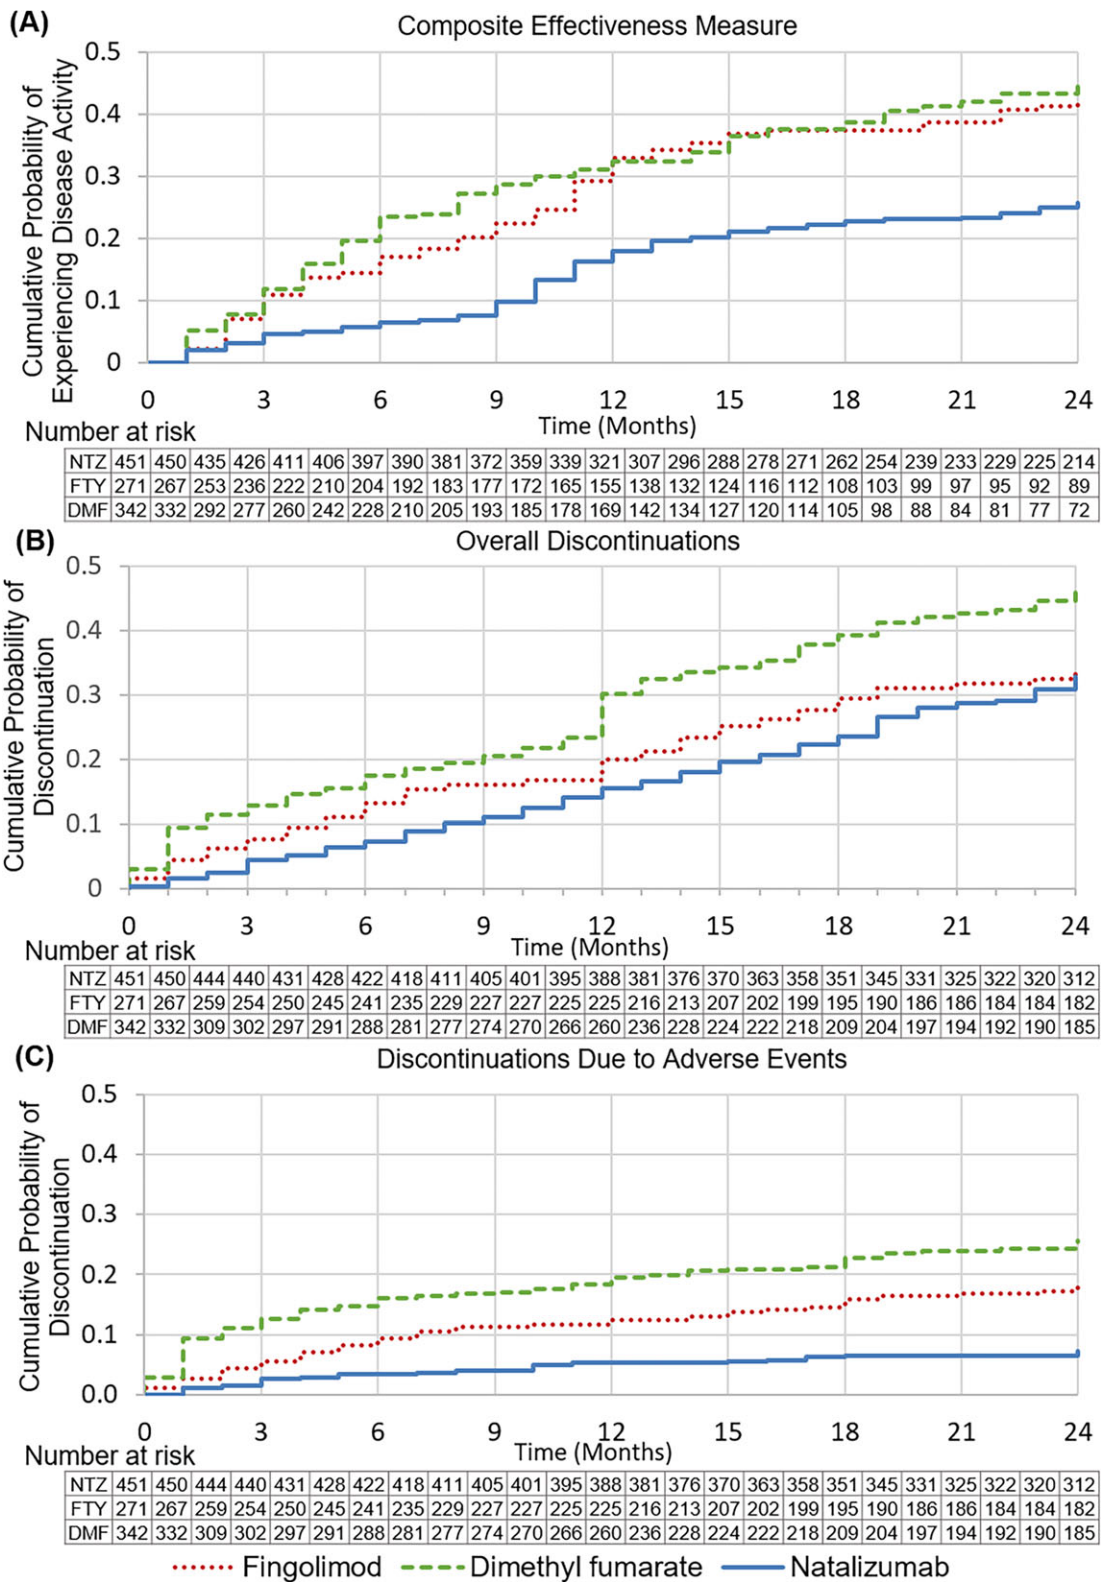 (A)
Composite Effectiveness Measure
Cumulative Probability of
Experiencing Disease Activity
0.5
0.4
0.3
0.2
0.1
0
0 3 6 9 12 15 18 21 24
Time (Months)
Number at risk
NTZ 451 450 435 426 411 406 397 390 381 372 359 339 321 307 296 288 278 271 262 254 239 233 229 225 214
FTY 271 267 253 236 222 210 204 192 183 177 172 165 155 138 132 124 116 112 108 103 99 97 95 92 89
DMF 342 332 292 277 260 242 228 210 205 193 185 178 169 142 134 127 120 114 105 98 88 84 81 77 72
(B)
Overall Discontinuations
Cumulative Probability of
Discontinuation
0.5
0.4
0.3
0.2
0.1
0
0 3 6 9 12 15 18 21 24
Time (Months)
Number at risk
NTZ 451 450 444 440 431 428 422 418 411 405 401 395 388 381 376 370 363 358 351 345 331 325 322 320 312
FTY 271 267 259 254 250 245 241 235 229 227 227 225 225 216 213 207 202 199 195 190 186 186 184 184 182
DMF 342 332 309 302 297 291 288 281 277 274 270 266 260 236 228 224 222 218 209 204 197 194 192 190 185
(C)
Discontinuations Due to Adverse Events
Cumulative Probability of
Discontinuation
0.5
0.4
0.3
0.2
0.1
0.0
0 3 6 9 12 15 18 21 24
Time (Months)
Number at risk
NTZ 451 450 444 440 431 428 422 418 411 405 401 395 388 381 376 370 363 358 351 345 331 325 322 320 312
FTY 271 267 259 254 250 245 241 235 229 227 227 225 225 216 213 207 202 199 195 190 186 186 184 184 182
DMF 342 332 309 302 297 291 288 281 277 274 270 266 260 236 228 224 222 218 209 204 197 194 192 190 185
Fingolimod Dimethyl fumarate Natalizumab